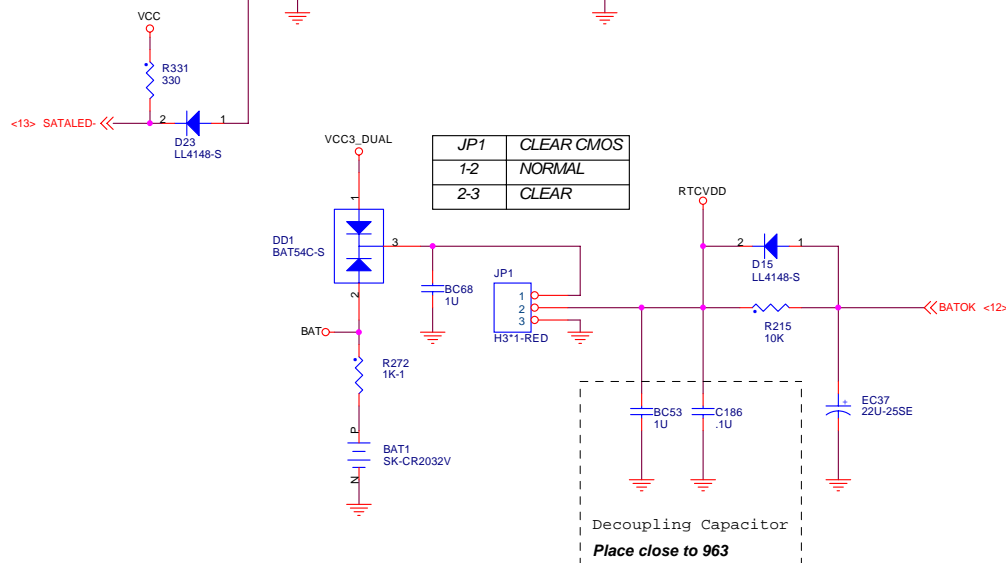 VCC
R331
330
<13> SATALED-
2
1
D23
LL4148-S
VCC3_DUAL
JP1 CLEAR CMOS
1-2 NORMAL
2-3 CLEAR
RTCVDD
1
DD1
BAT54C-S
3
2
BC68
1U
JP1
1
2
3
H3*1-RED
2
1
D15
LL4148-S
R215
10K
BATOK <12>
BAT
R272
1K-1
P
BAT1
SK-CR2032V
N
BC53
1U
C186
.1U
+
EC37
22U-25SE
Decoupling Capacitor
Place close to 963